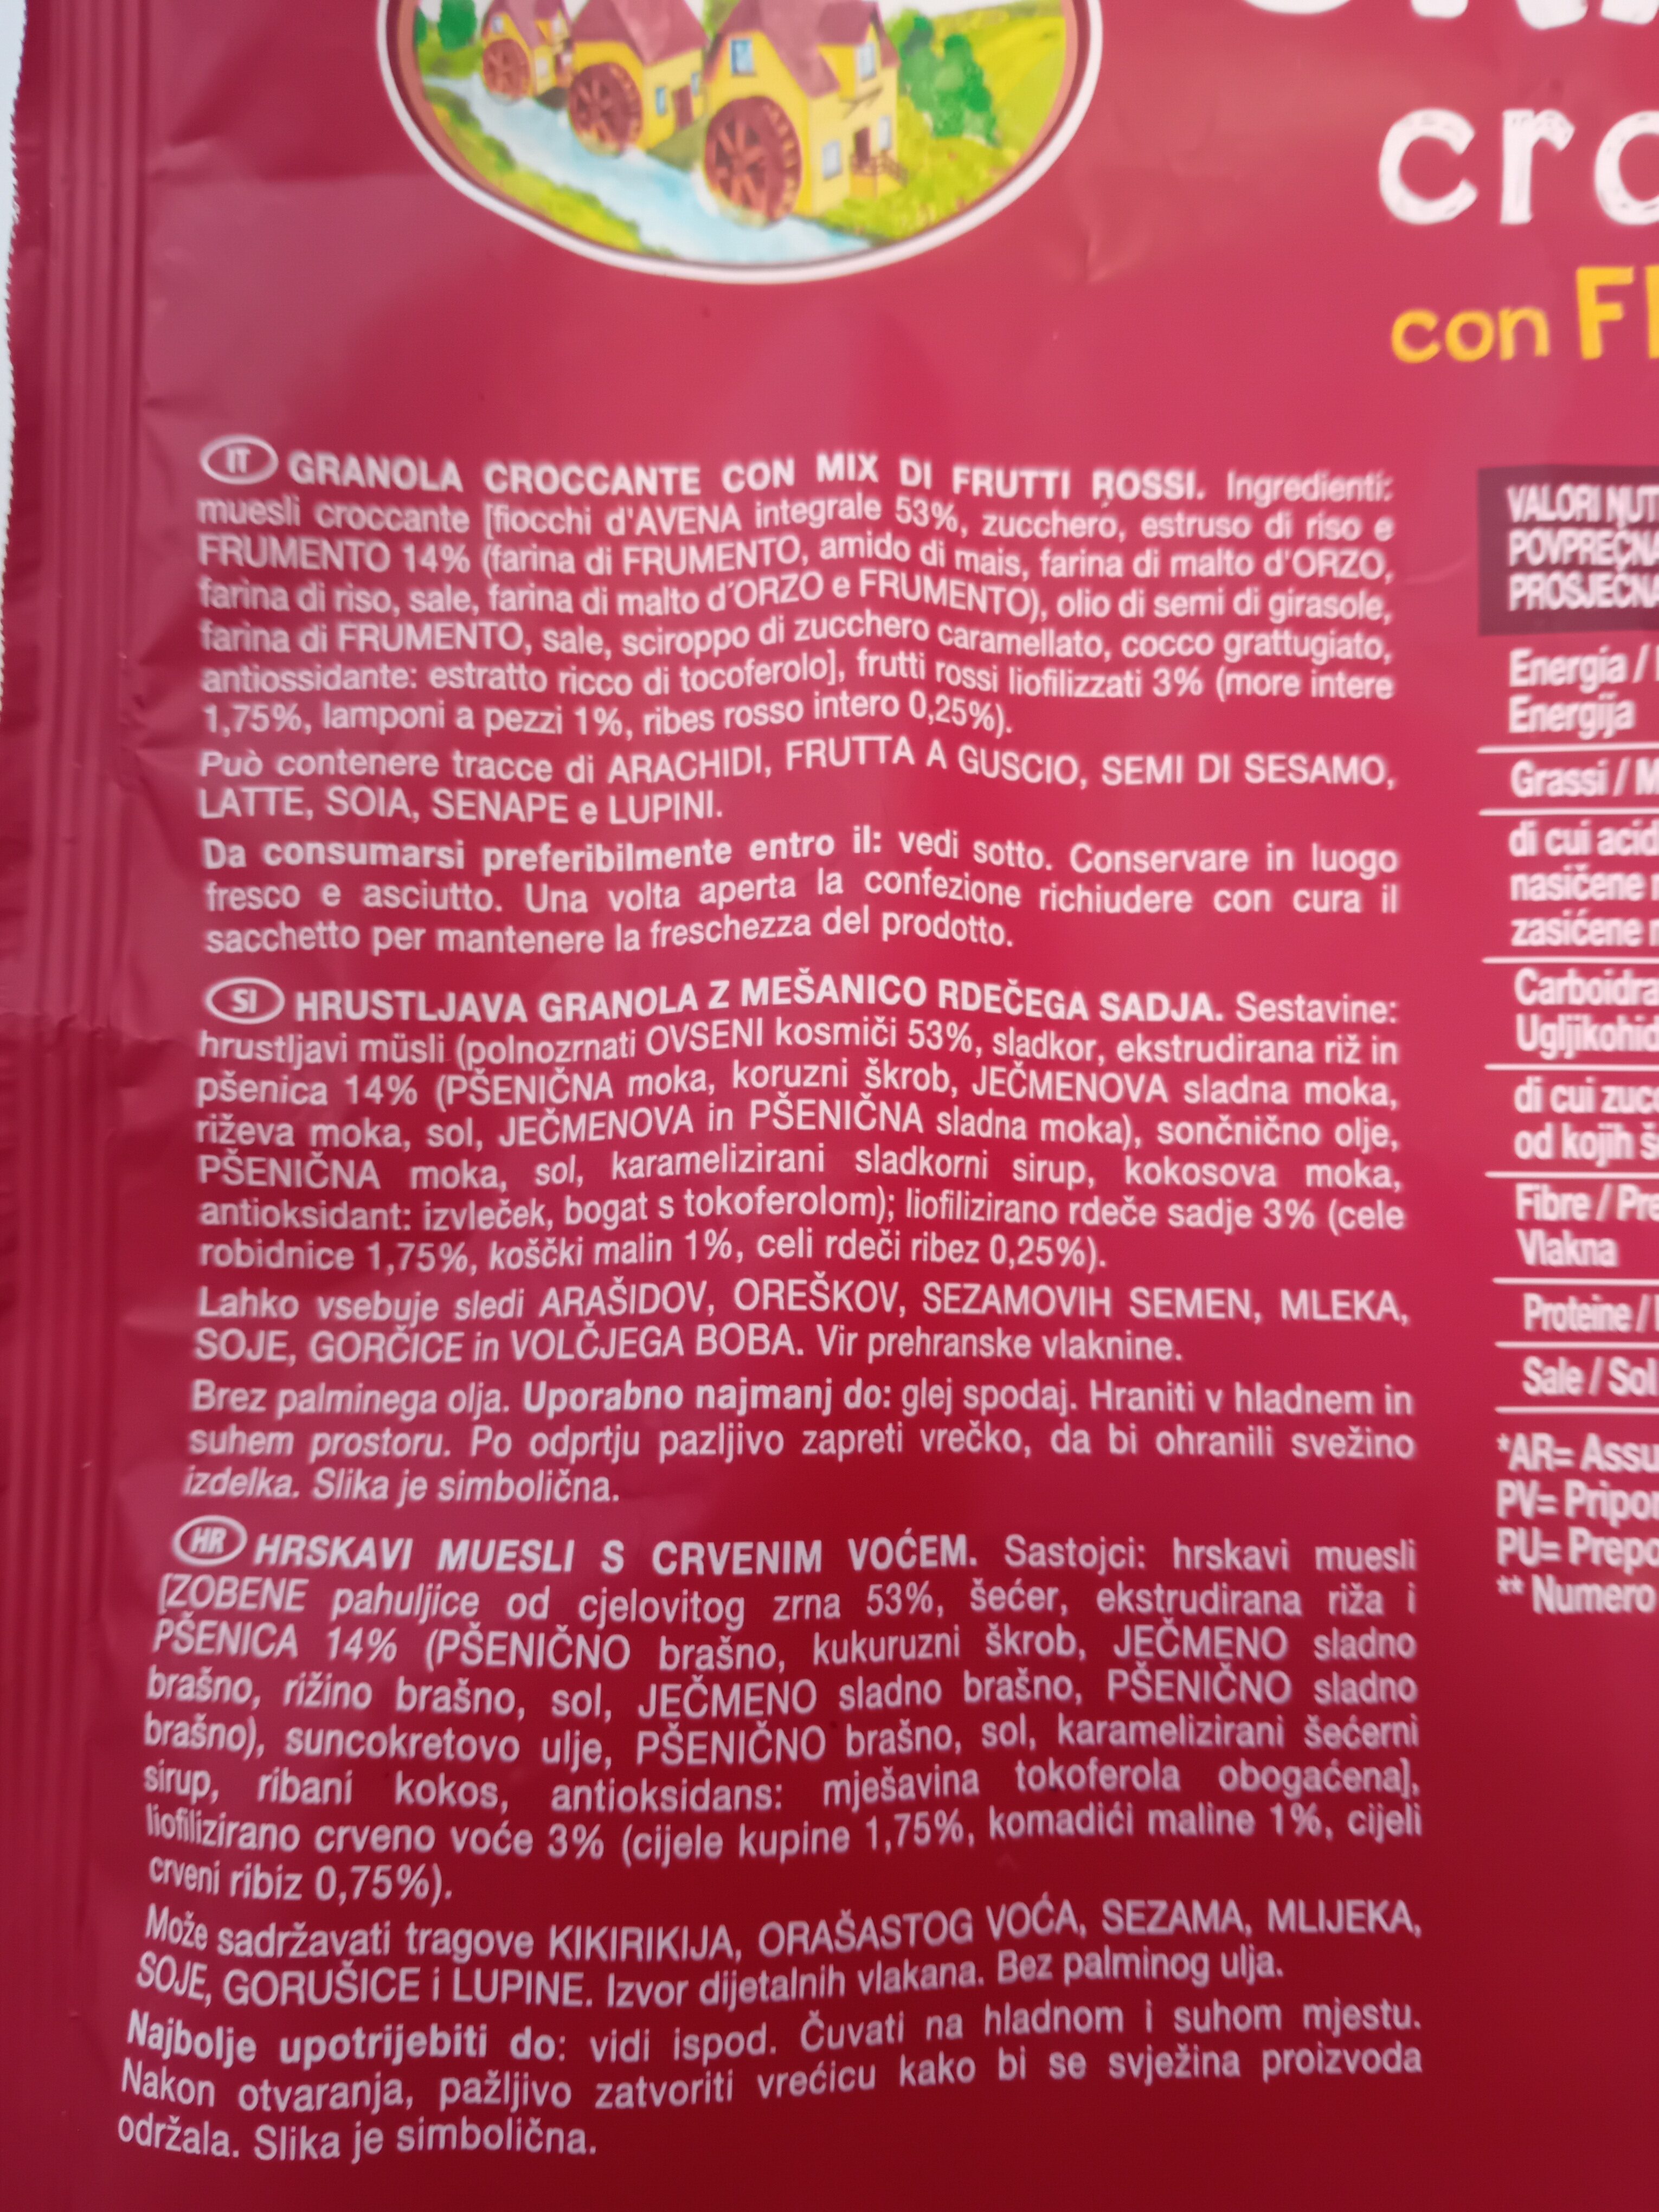 cro
con F
IT GRANOLA CROCCANTE CON MIX DI FRUTTI ROSSI. Ingredienti:
muesli croccante [fiocchi d'AVENA integrale 53%, zucchero, estruso di riso e
FRUMENTO 14% (farina di FRUMENTO, amido di mais, farina di malto d'ORZO,
farina di riso, sale, farina di malto d'ORZO e FRUMENTO), olio di semi di girasole,
farina di FRUMENTO, sale, sciroppo di zucchero caramellato, cocco grattugiato,
antiossidante: estratto ricco di tocoferolo], frutti rossi liofilizzati 3% (more intere
1,75%, lamponi a pezzi 1%, ribes rosso intero 0,25%).
Può contenere tracce di ARACHIDI, FRUTTA A GUSCIO, SEMI DI SESAMO,
LATTE, SOIA, SENAPE e LUPINI.
Da consumarsi preferibilmente entro il: vedi sotto. Conservare in luogo
fresco e asciutto. Una volta aperta la confezione richiudere con cura il
sacchetto per mantenere la freschezza del prodotto.
SI HRUSTLJAVA GRANOLA Z MEŠANICO RDEČEGA SADJA. Sestavine:
hrustljavi müsli (polnozrnati OVSENI kosmiči 53%, sladkor, ekstrudirana riž in
pšenica 14% (PŠENIČNA moka, koruzni škrob, JEČMENOVA sladna moka,
riževa moka, sol, JEČMENOVA in PŠENIČNA sladna moka), sončnično olje,
PŠENIČNA moka, sol, karamelizirani sladkorni sirup, kokosova moka,
antioksidant: izvleček, bogat s tokoferolom); liofilizirano rdeče sadje 3% (cele
robidnice 1,75%, koščki malin 1%, celi rdeči ribez 0,25%).
Lahko vsebuje sledi ARAŠIDOV, OREŠKOV, SEZAMOVIH SEMEN, MLEKA,
SOJE, GORČICE in VOLČJEGA BOBA. Vir prehranske vlaknine.
Brez palminega olja. Uporabno najmanj do: glej spodaj. Hraniti v hladnem in
suhem prostoru. Po odprtju pazljivo zapreti vrečko, da bi ohranili svežino
izdelka. Slika je simbolična.
HR HRSKAVI MUESLI S CRVENIM VOĆEM. Sastojci: hrskavi muesli
[ZOBENE pahuljice od cjelovitog zrna 53%, šećer, ekstrudirana riža i
PŠENICA 14% (PŠENIČNO brašno, kukuruzni škrob, JEČMENO sladno
brašno, rižino brašno, sol, JEČMENO sladno brašno, PŠENIČNO sladno
brašno), suncokretovo ulje, PŠENIČNO brašno, sol, karamelizirani šećerni
sirup, ribani kokos, antioksidans: mješavina tokoferola obogaćena],
liofilizirano crveno voće 3% (cijele kupine 1,75%, komadići maline 1%, cijeli
crveni ribiz 0,75%).
Može sadržavati tragove KIKIRIKIJA, ORAŠASTOG VOĆA, SEZAMA, MLIJEKA,
SOJE, GORUŠICE i LUPINE. Izvor dijetalnih vlakana. Bez palminog ulja.
Najbolje upotrijebiti do: vidi ispod. Čuvati na hladnom i suhom mjestu.
Nakon otvaranja, pažljivo zatvoriti vrećicu kako bi se svježina proizvoda
održala. Slika je simbolična.
VALORI NUT
POVPREČNA
PROSJEČNA
Energia /
Energija
Grassi / M
di cui acid
nasičene
zasićene
Carboidra
Ugljikohid
di cui zucc
od kojih š
Fibre / Pre
Vlakna
Proteine /
Sale / Sol
*AR= Assu
PV= Pripor
PU= Prepo
** Numero